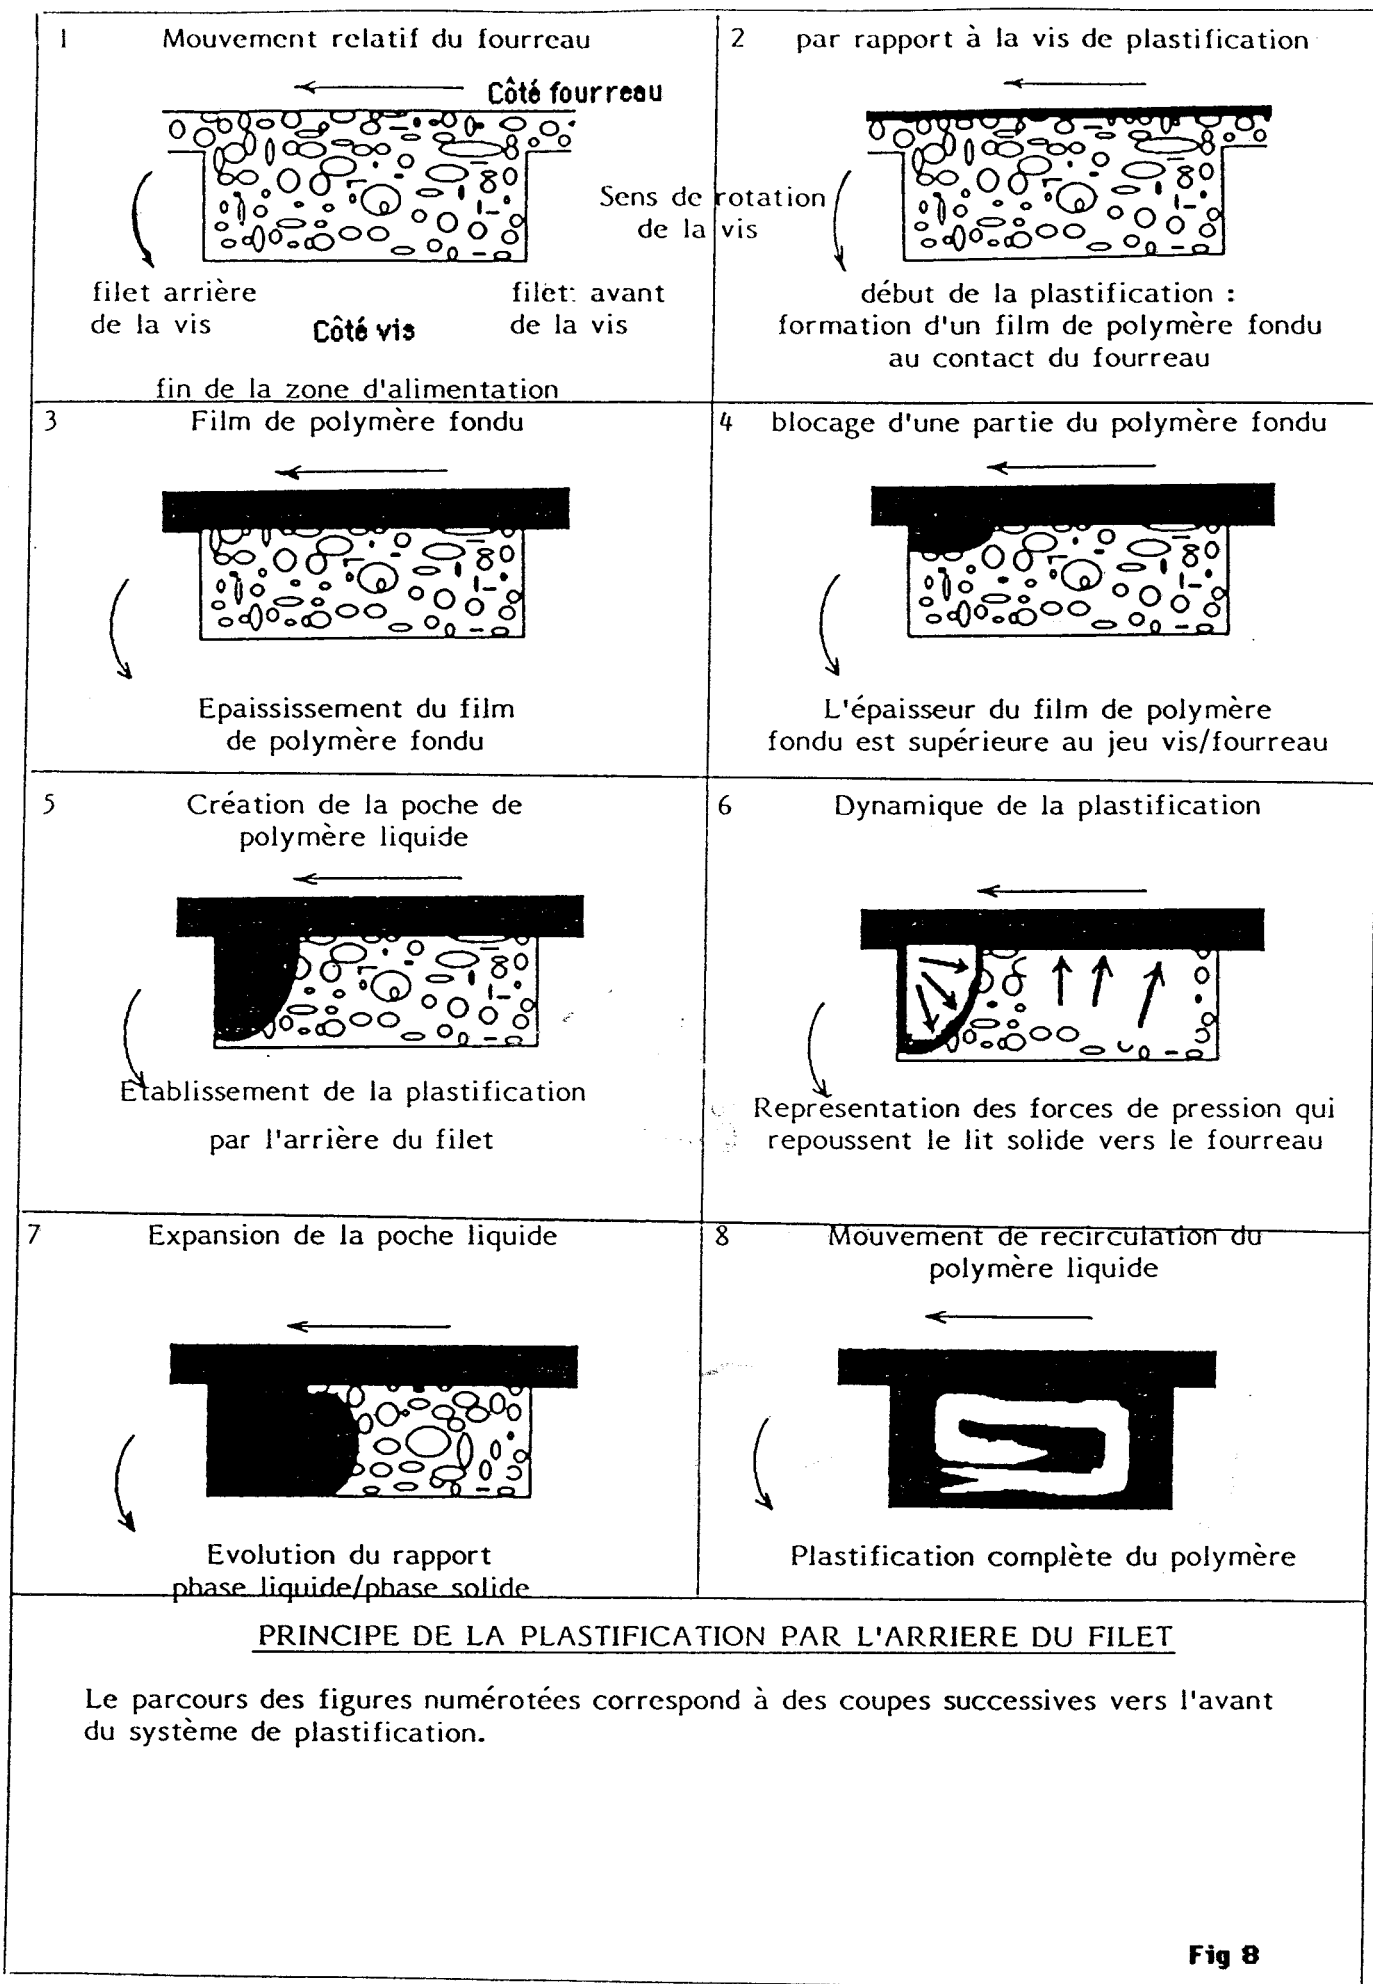 1 Mouvement relatif du fourreau
Côté fourreau
filet arrière
de la vis
Côté vis
filet: avant
de la vis
fin de la zone d'alimentation
2 par rapport à la vis de plastification
Sens de rotation
de la vis
début de la plastification :
formation d'un film de polymère fondu
au contact du fourreau
3 Film de polymère fondu
Epaississement du film
de polymère fondu
4 blocage d'une partie du polymère fondu
L'épaisseur du film de polymère
fondu est supérieure au jeu vis/fourreau
5 Création de la poche de
polymère liquide
Etablissement de la plastification
par l'arrière du filet
6 Dynamique de la plastification
Représentation des forces de pression qui
repoussent le lit solide vers le fourreau
7 Expansion de la poche liquide
Evolution du rapport
phase liquide/phase solide
8 Mouvement de recirculation du
polymère liquide
Plastification complète du polymère
PRINCIPE DE LA PLASTIFICATION PAR L'ARRIERE DU FILET
Le parcours des figures numérotées correspond à des coupes successives vers l'avant
du système de plastification.
Fig 8